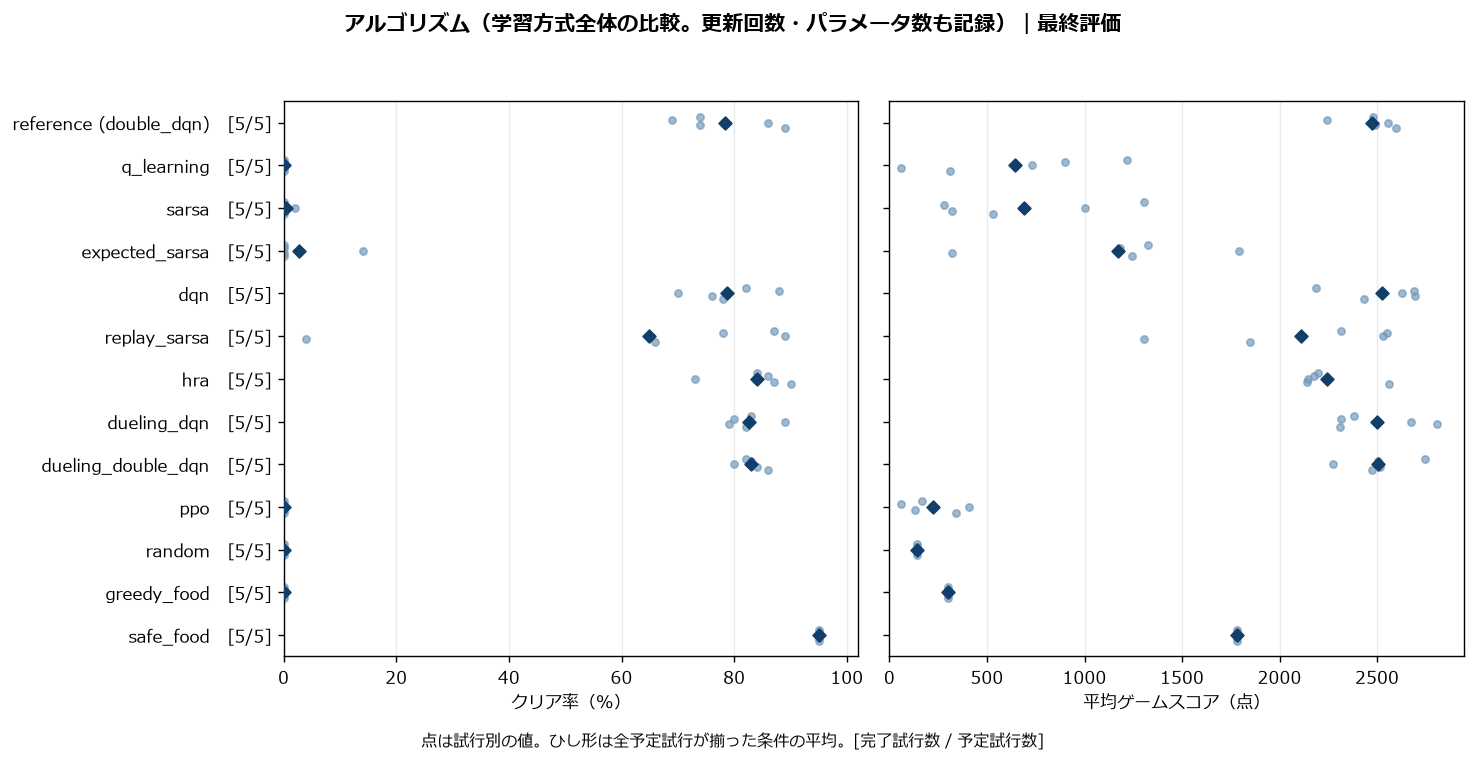 アルゴリズム（学習方式全体の比較。更新回数・パラメータ数も記録）｜最終評価
reference (double_dqn) [5/5]
q_learning [5/5]
sarsa [5/5]
expected_sarsa [5/5]
dqn [5/5]
replay_sarsa [5/5]
hra [5/5]
dueling_dqn [5/5]
dueling_double_dqn [5/5]
ppo [5/5]
random [5/5]
greedy_food [5/5]
safe_food [5/5]
0 20 40 60 80 100
クリア率（%）
0 500 1000 1500 2000 2500
平均ゲームスコア（点）
点は試行別の値。ひし形は全予定試行が揃った条件の平均。[完了試行数 / 予定試行数]